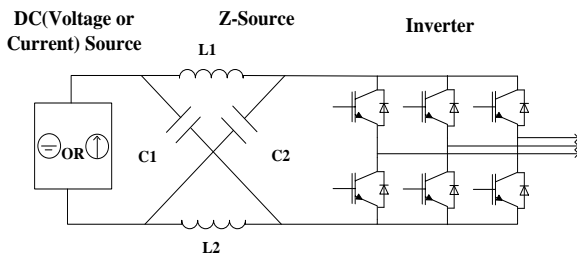 DC(Voltage or
Current) Source
Z-Source
Inverter
L1
OR
C1
C2
L2